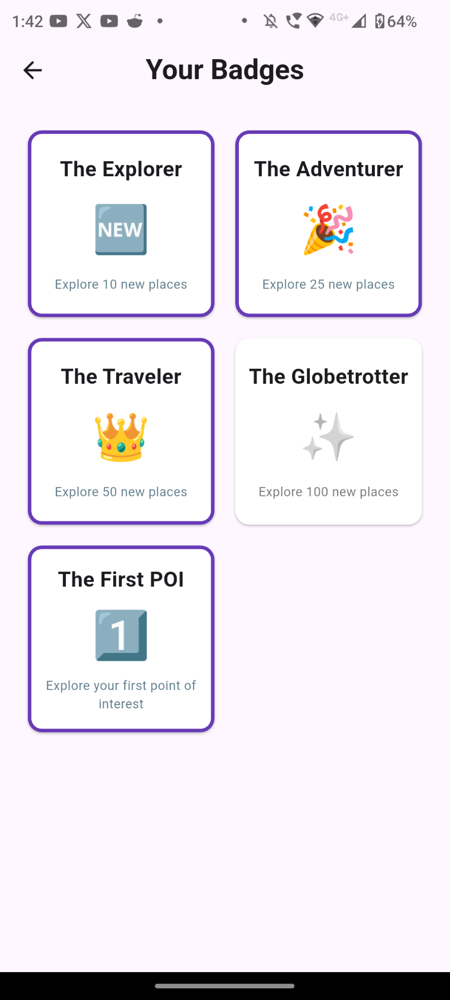 1:42
4G+
64%
Your Badges
The Explorer
NEW
Explore 10 new places
The Adventurer
Explore 25 new places
The Traveler
Explore 50 new places
The Globetrotter
Explore 100 new places
The First POI
1
Explore your first point of
interest